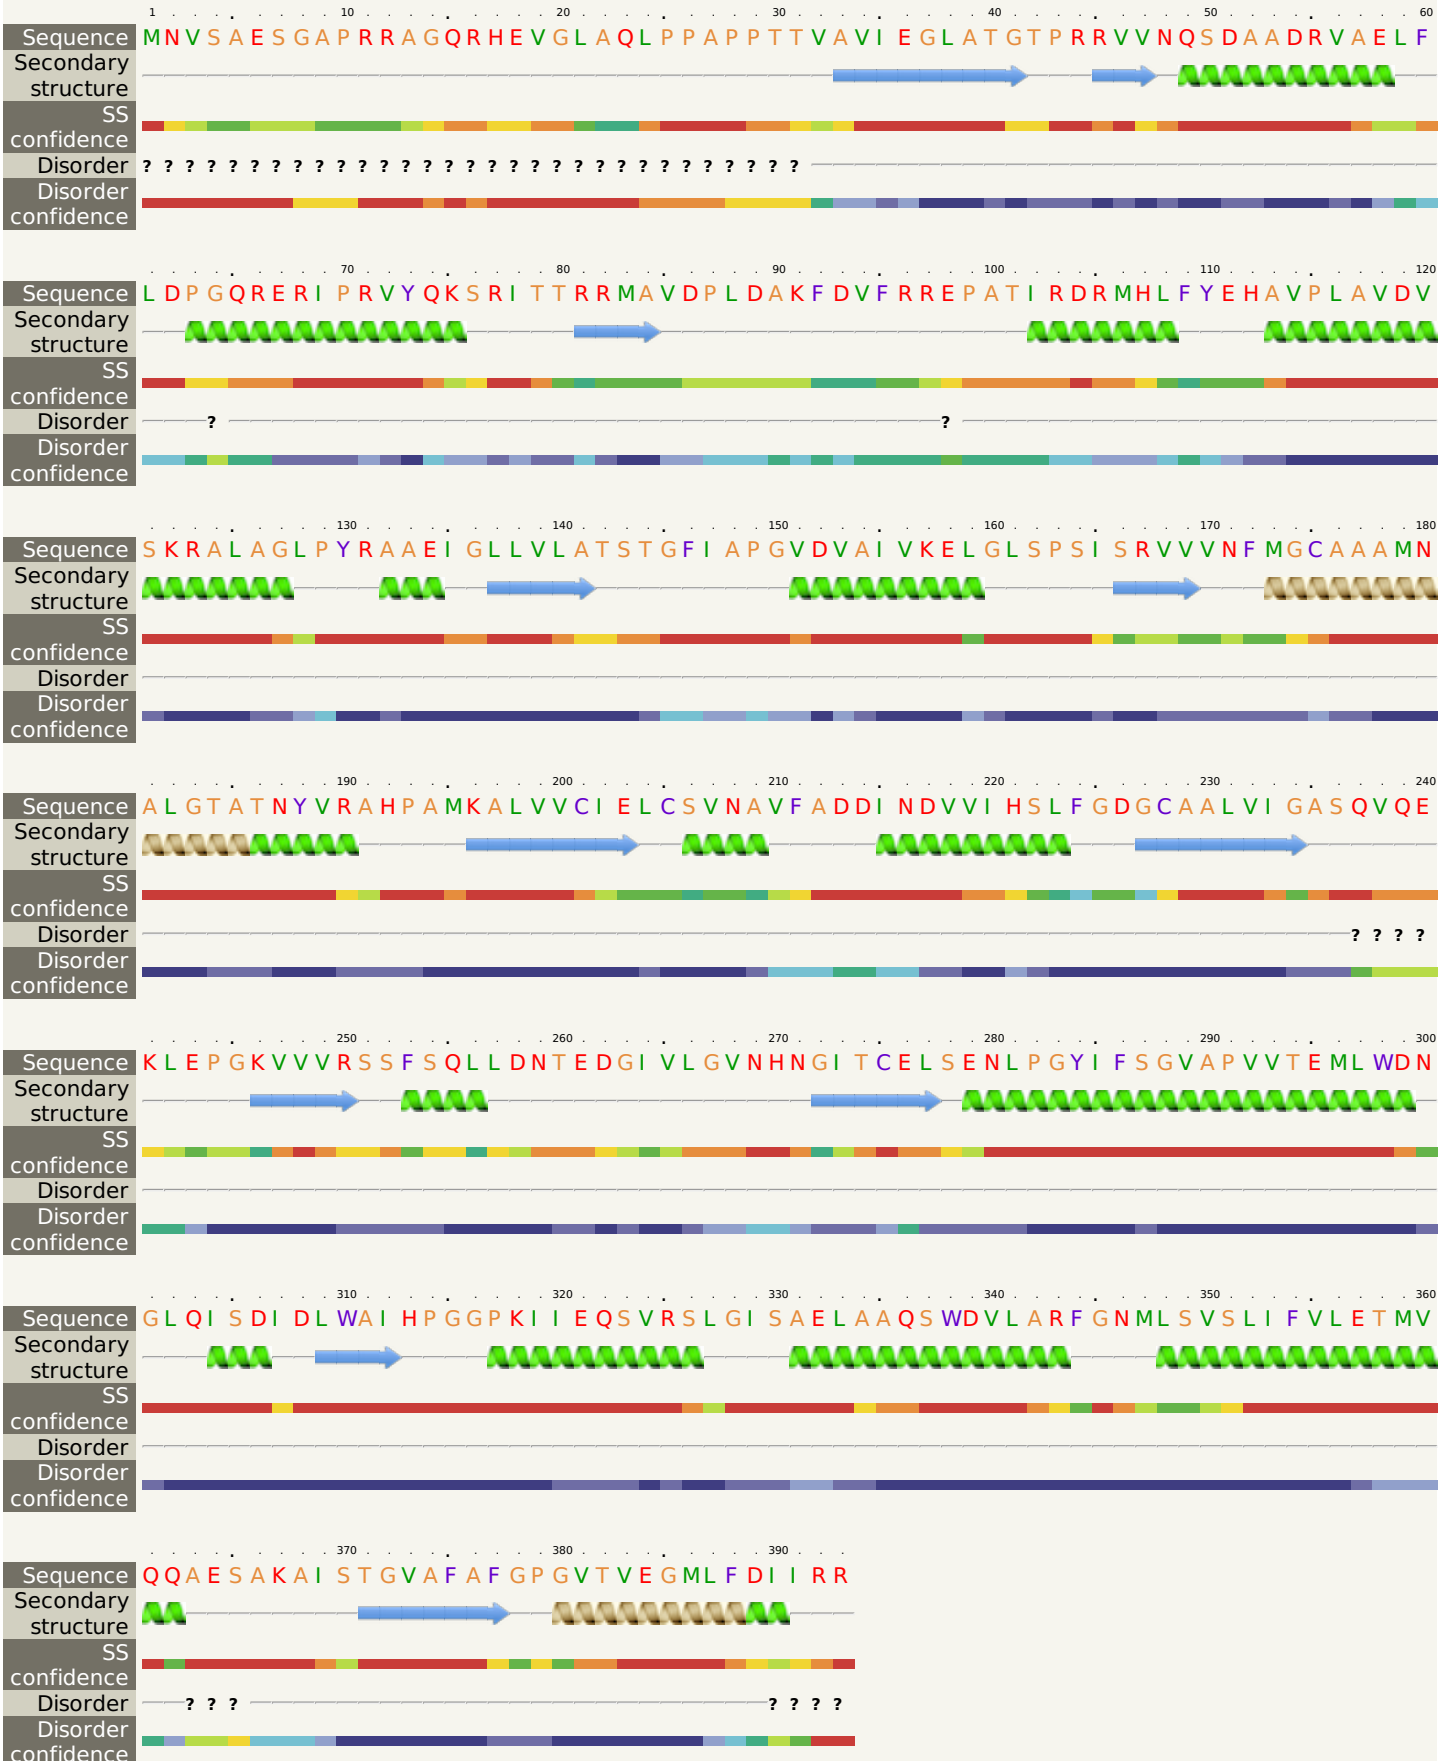 1 10 20 30 40 50 60
Sequence MNVSAESGAPRRAGQRHEVGLAQLPPAPPTTVAVIEGLATGTPRRVVNQSDAADRVAELF
Secondary
structure
SS
confidence
Disorder ? ? ? ? ? ? ? ? ? ? ? ? ? ? ? ? ? ? ? ? ? ? ? ? ? ? ? ? ? ? ?
Disorder
confidence
70 80 90 100 110 120
Sequence LDPGQRERIPRVYQKSRITTRRMAVDPLDAKFDVFRREPATIRDRMHLFYEHAVPLAVDV
Secondary
structure
SS
confidence
Disorder ? ?
Disorder
confidence
130 140 150 160 170 180
Sequence SKRALAGLPYRAAEIGLLVLATSTGFIAPGVDVAIVKELGLSPSISRVVVNFMGCAAAMN
Secondary
structure
SS
confidence
Disorder
Disorder
confidence
190 200 210 220 230 240
Sequence ALGTATNYVRAHPAMKALVVCIELCSVNAVFADDINDVVIHSLFGDGCAALVIGASQVQE
Secondary
structure
SS
confidence
Disorder ? ? ? ?
Disorder
confidence
250 260 270 280 290 300
Sequence KLEPGKVVVRSSFSQLLDNTEDGIVLGVNHNGITCELSENLPGYIFSGVAPVVTEMLWDN
Secondary
structure
SS
confidence
Disorder
Disorder
confidence
310 320 330 340 350 360
Sequence GLQISDIDLWAIHPGGPKIIEQSVRSLGISAELAAQSWDVLARFGNMLSVSLIFVLETMV
Secondary
structure
SS
confidence
Disorder
Disorder
confidence
370 380 390
Sequence QQAESAKAISTGVAFAFGPGVTVEGMLFDIIRR
Secondary
structure
SS
confidence
Disorder ? ? ? ? ? ? ?
Disorder
confidence